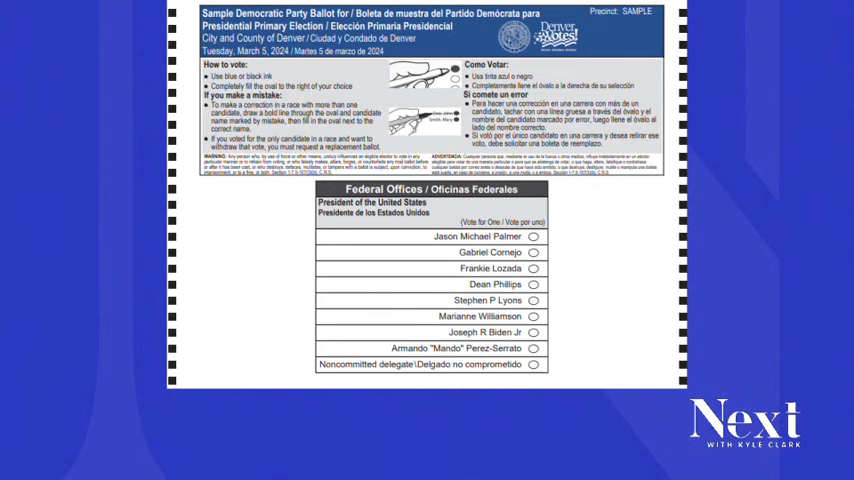 Sample Democratic Party Ballot for / Boleta de muestra del Partido Demócrata para
Presidential Primary Election / Elección Primaria Presidencial
City and County of Denver / Ciudad y Condado de Denver
Tuesday, March 5, 2024 / Martes 5 de marzo de 2024
Denver
Votes!
Precinct: SAMPLE
How to vote:
Use blue or black ink
Completely fill the oval to the right of your choice
If you make a mistake:
To make a correction in a race with more than one
candidate, draw a bold line through the oval and candidate
name marked by mistake, then fill in the oval next to the
correct name.
If you voted for the only candidate in a race and want to
withdraw that vote, you must request a replacement ballot.
Smith, Mary
Como Votar:
Usa tinta azul o negro
Completamente llene el óvalo a la derecha de su selección
Si comete un error
Para hacer una corrección en una carrera con más de un
candidato, tachar con una línea gruesa a través del óvalo y el
nombre del candidato marcado por error, luego llene el óvalo al
lado del nombre correcto.
Si votó por el único candidato en una carrera y desea retirar ese
voto, debe solicitar una boleta de reemplazo.
WARNING:
ADVERTENCIA:
Federal Offices / Oficinas Federales
President of the United States
Presidente de los Estados Unidos
(Vote for One / Vote por uno)
Jason Michael Palmer
Gabriel Cornejo
Frankie Lozada
Dean Phillips
Stephen P Lyons
Marianne Williamson
Joseph R Biden Jr
Armando "Mando" Perez-Serrato
Noncommitted delegate\Delgado no comprometido
Next
WITH KYLE CLARK